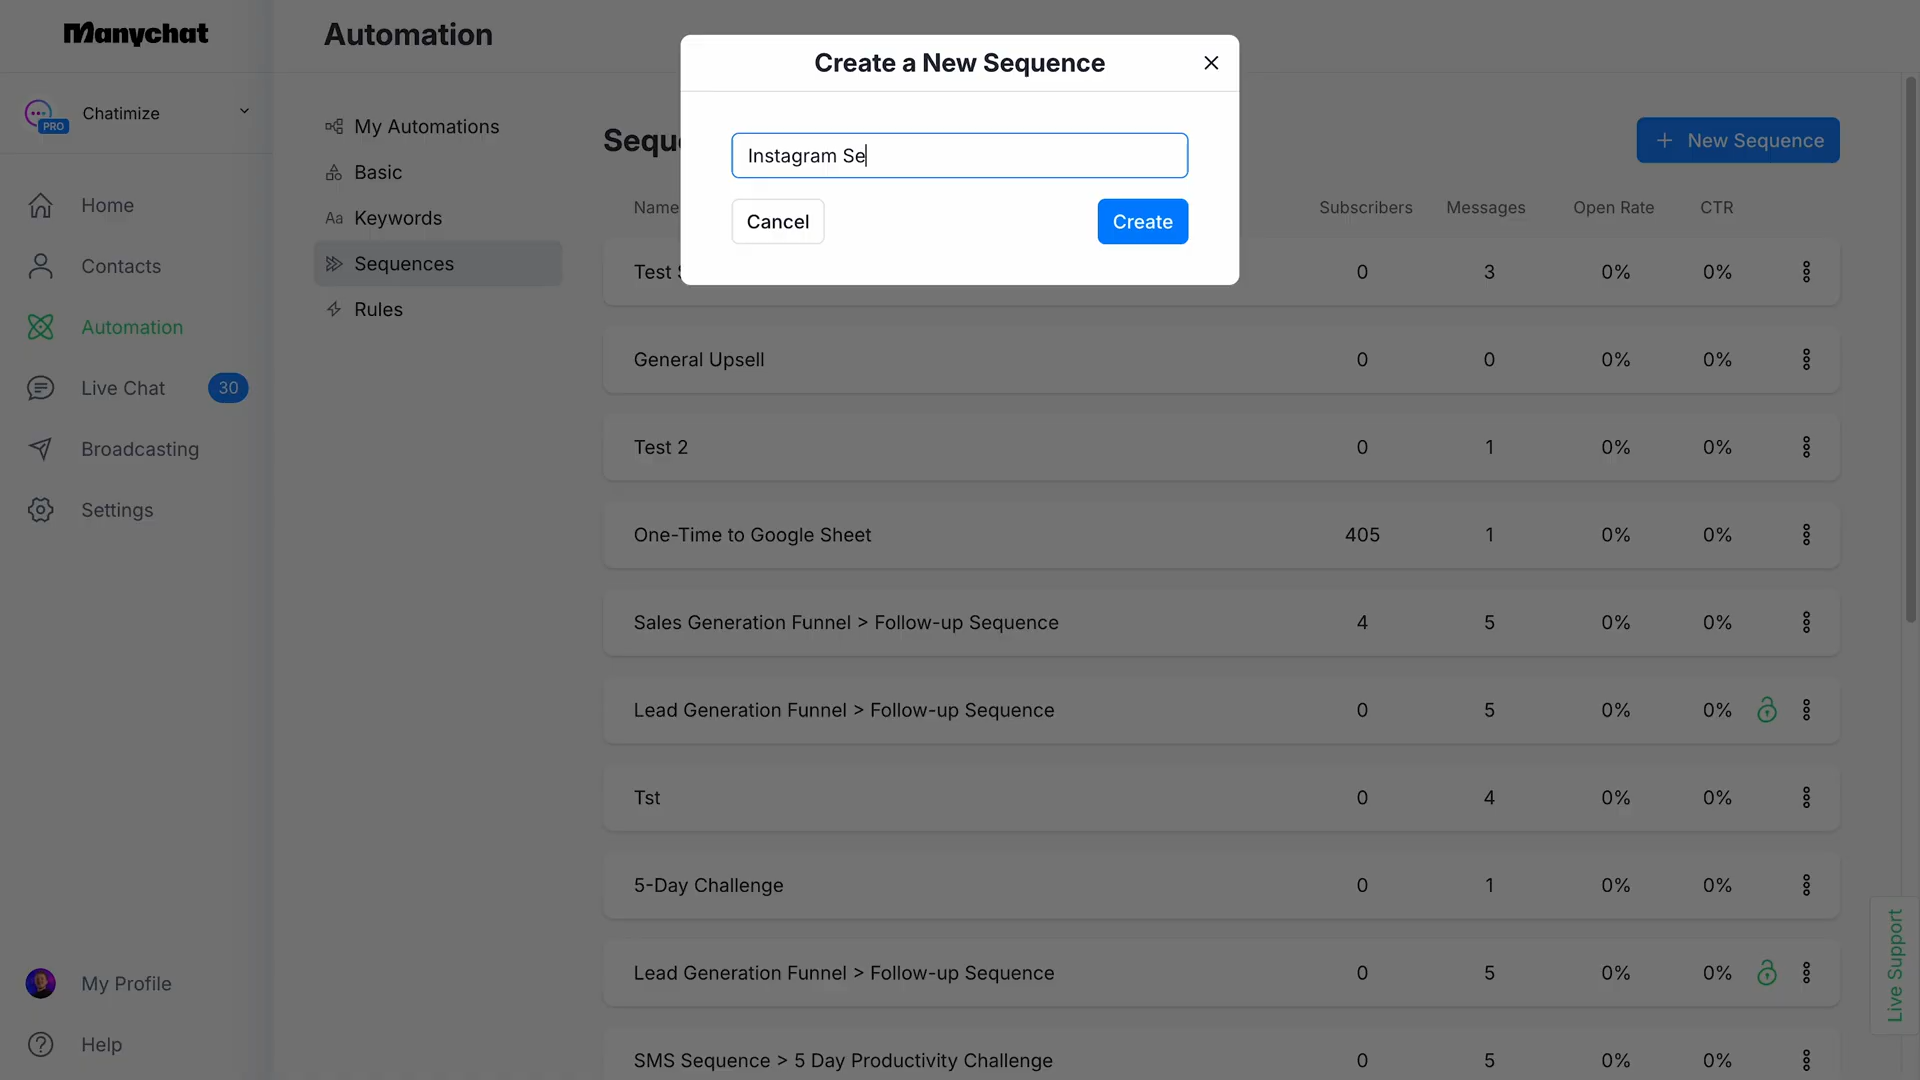 Manychat
Automation
Create a New Sequence
PRO
Chatimize
My Automations
Sequ
New Sequence
Instagram Se
Basic
Home
Keywords
Name
Cancel
Create
Subscribers
Messages
Open Rate
CTR
Contacts
Sequences
Test
0
3
0%
0%
Automation
Rules
General Upsell
0
0
0%
0%
Live Chat
30
Broadcasting
Test 2
0
1
0%
0%
Settings
One-Time to Google Sheet
405
1
0%
0%
Sales Generation Funnel > Follow-up Sequence
4
5
0%
0%
Lead Generation Funnel > Follow-up Sequence
0
5
0%
0%
Tst
0
4
0%
0%
5-Day Challenge
0
1
0%
0%
Lead Generation Funnel > Follow-up Sequence
0
5
0%
0%
Live Support
My Profile
Help
SMS Sequence > 5 Day Productivity Challenge
0
5
0%
0%